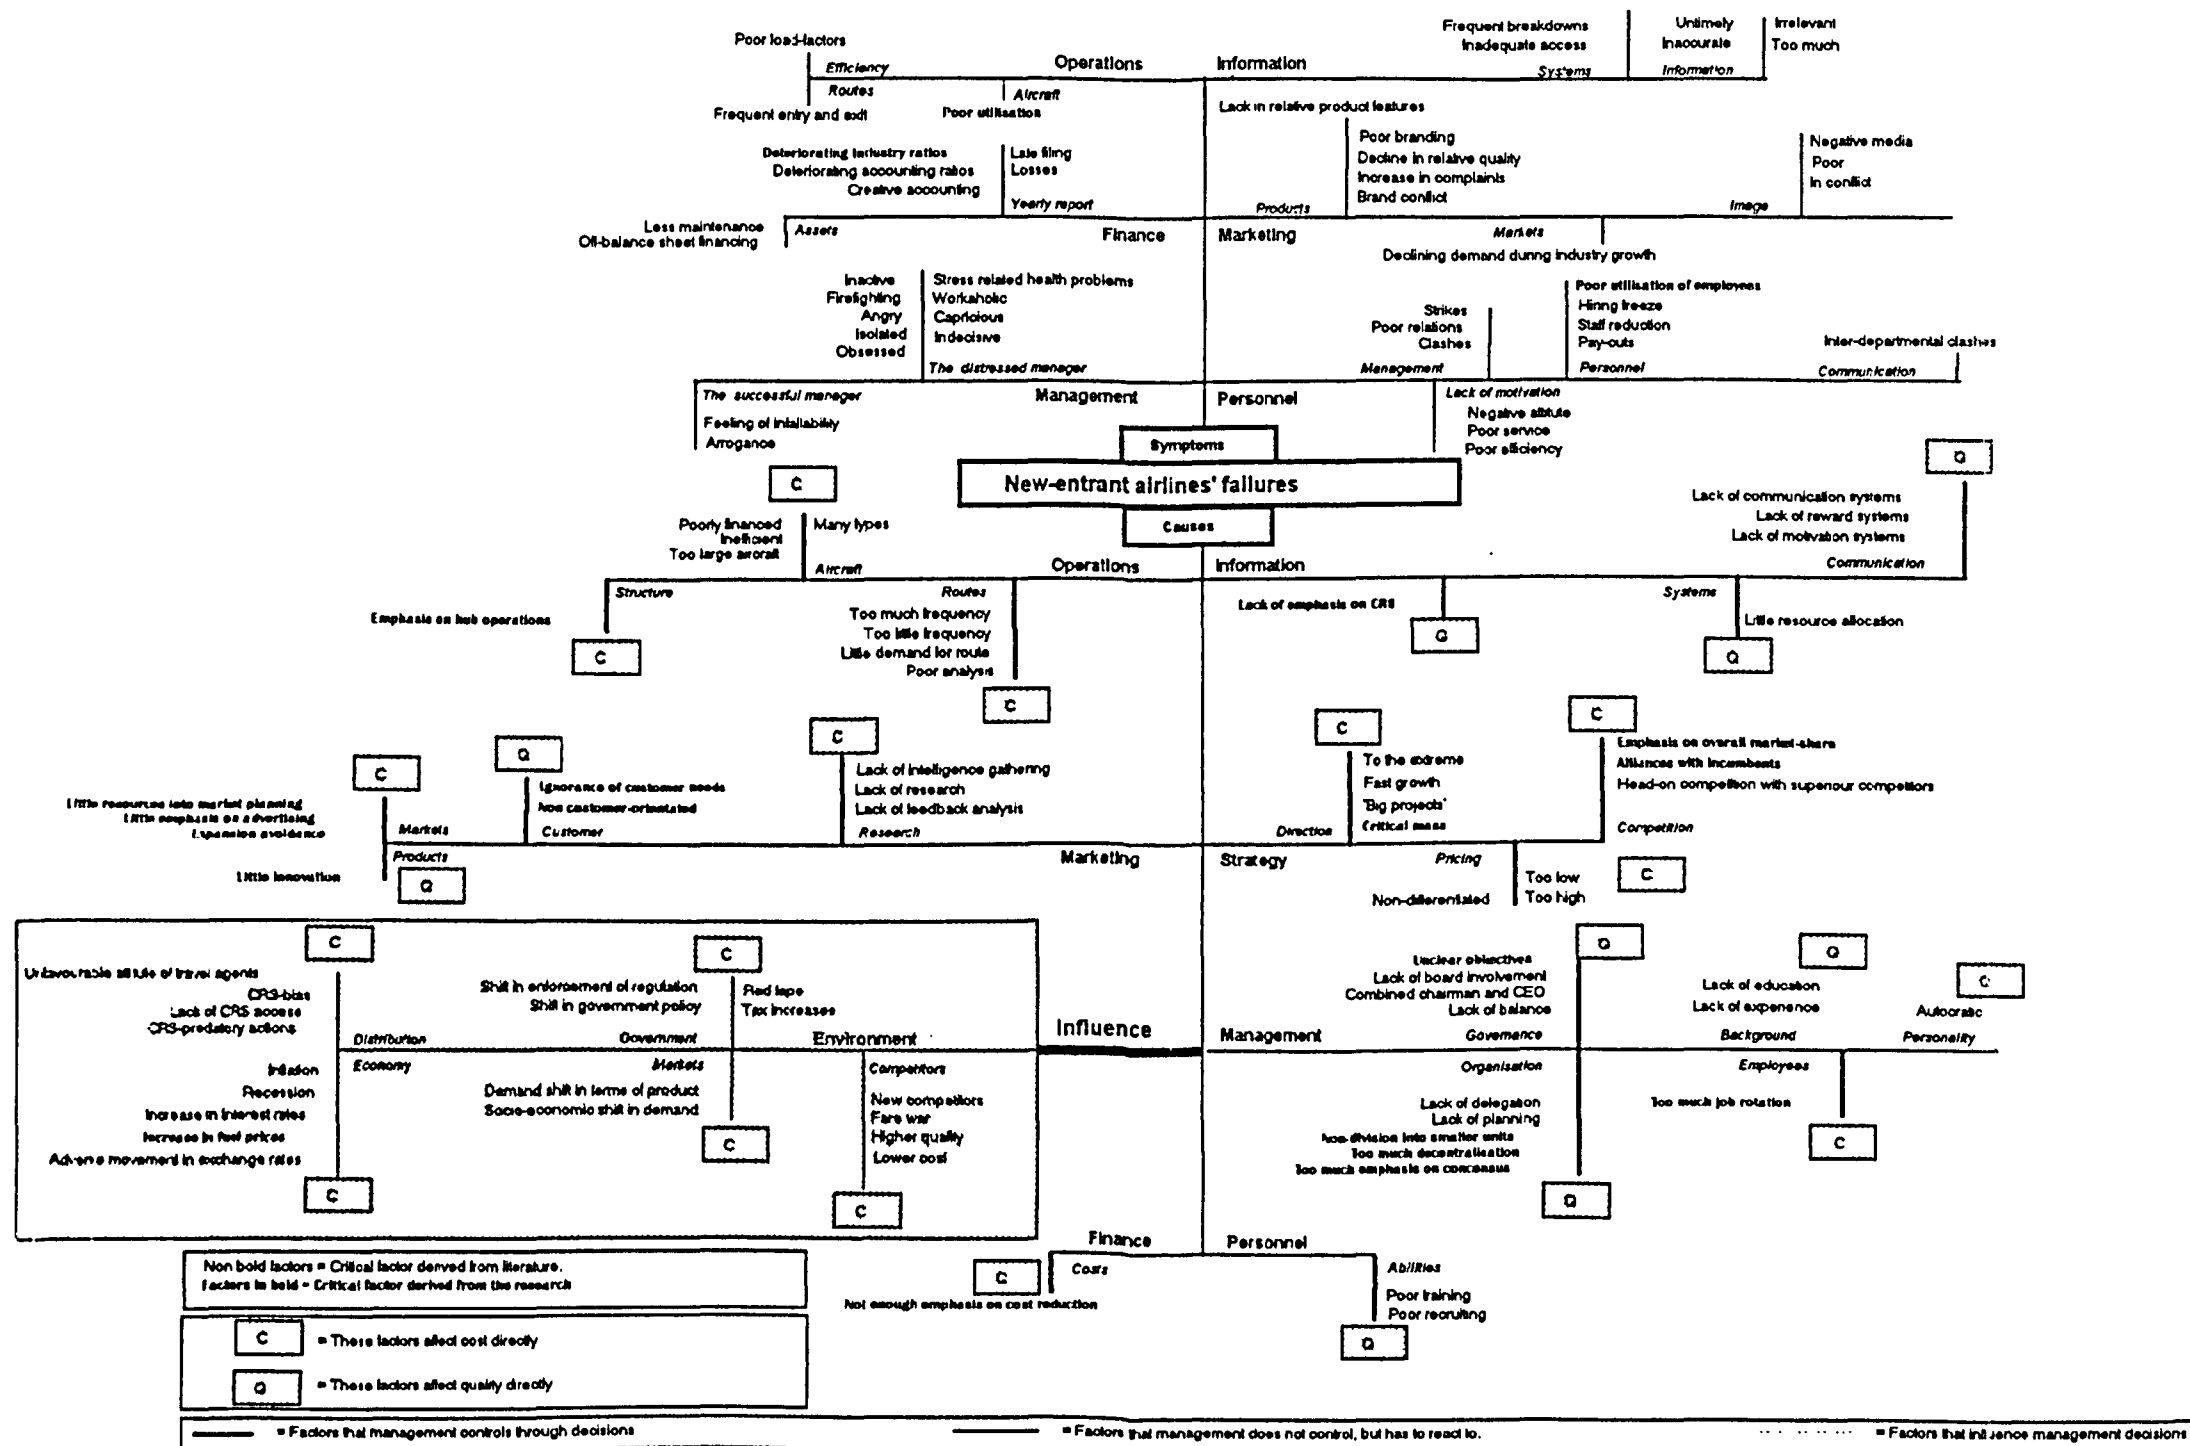 Poor load-factors
Efficiency
Operations
Routes
Aircraft
Frequent entry and exit
Poor utilisation
Information
Frequent breakdowns
Inadequate access
Systems
Untimely
Inaccurate
Information
Irrelevant
Too much
Deteriorating industry ratios
Deteriorating accounting ratios
Creative accounting
Late filing
Losses
Yearly report
Less maintenance
Off-balance sheet financing
Assets
Finance
Lack in relative product features
Poor branding
Decline in relative quality
Increase in complaints
Brand conflict
Products
Negative media
Poor
In conflict
Image
Marketing
Markets
Declining demand during industry growth
Inactive
Firefighting
Angry
Isolated
Obsessed
Stress related health problems
Workaholic
Capricious
Indecisive
The distressed manager
The successful manager
Management
Feeling of infallability
Arrogance
Strikes
Poor relations
Clashes
Management
Poor utilisation of employees
Hiring freeze
Staff reduction
Pay-outs
Personnel
Inter-departmental clashes
Communication
Personnel
Lack of motivation
Negative attitute
Poor service
Poor efficiency
Symptoms
New-entrant airlines' failures
Causes
C
Poorly financed
Inefficient
Too large aircraft
Many types
Aircraft
Operations
Structure
Emphasis on hub operations
C
Routes
Too much frequency
Too little frequency
Little demand for route
Poor analysis
C
Q
Lack of communication systems
Lack of reward systems
Lack of motivation systems
Communication
Information
Lack of emphasis on CRS
Q
Systems
Little resource allocation
Q
C
Little resources into market planning
Little emphasis on advertising
Expansion avoidance
Markets
Q
Ignorance of customer needs
Non customer-orientated
Customer
C
Lack of intelligence gathering
Lack of research
Lack of feedback analysis
Research
Products
Little innovation
Q
Marketing
C
To the extreme
Fast growth
'Big projects'
Critical mass
Direction
C
Emphasis on overall market-share
Alliances with incumbents
Head-on competition with superiour competitors
Competition
Strategy
Pricing
Non-differentiated
Too low
Too high
C
C
Unfavourable attitute of travel agents
CRS-bias
Lack of CRS access
CRS-predatory actions
Distribution
C
Shift in enforcement of regulation
Shift in government policy
Red tape
Tax increases
Government
Environment
Influence
Economy
Inflation
Recession
Increase in interest rates
Increase in fuel prices
Adverse movement in exchange rates
C
Markets
Demand shift in terms of product
Socio-economic shift in demand
C
Competitors
New competitors
Fare war
Higher quality
Lower cost
C
Q
Unclear objectives
Lack of board involvement
Combined chairman and CEO
Lack of balance
Management
Governance
Q
Lack of education
Lack of experience
Background
C
Autocratic
Personality
Organisation
Lack of delegation
Lack of planning
Non-division into smaller units
Too much decentralisation
Too much emphasis on concensus
Q
Employees
Too much job rotation
C
Finance
Costs
C
Not enough emphasis on cost reduction
Personnel
Abilities
Poor training
Poor recruiting
Q
Non bold factors = Critical factor derived from literature.
Factors in bold = Critical factor derived from the research
C = These factors affect cost directly
Q = These factors affect quality directly
= Factors that management controls through decisions
= Factors that management does not control, but has to react to.
= Factors that influence management decisions